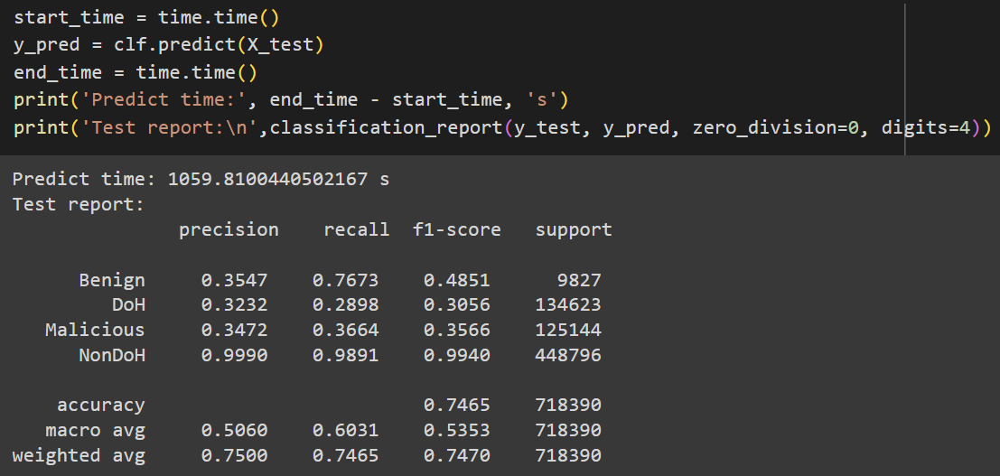 start_time = time.time()
y_pred = clf.predict(X_test)
end_time = time.time()
print('Predict time:', end_time - start_time, 's')
print('Test report:\n',classification_report(y_test, y_pred, zero_division=0, digits=4))
Predict time: 1059.8100440502167 s
Test report:
precision recall f1-score support
Benign 0.3547 0.7673 0.4851 9827
DoH 0.3232 0.2898 0.3056 134623
Malicious 0.3472 0.3664 0.3566 125144
NonDoH 0.9990 0.9891 0.9940 448796
accuracy 0.7465 718390
macro avg 0.5060 0.6031 0.5353 718390
weighted avg 0.7500 0.7465 0.7470 718390